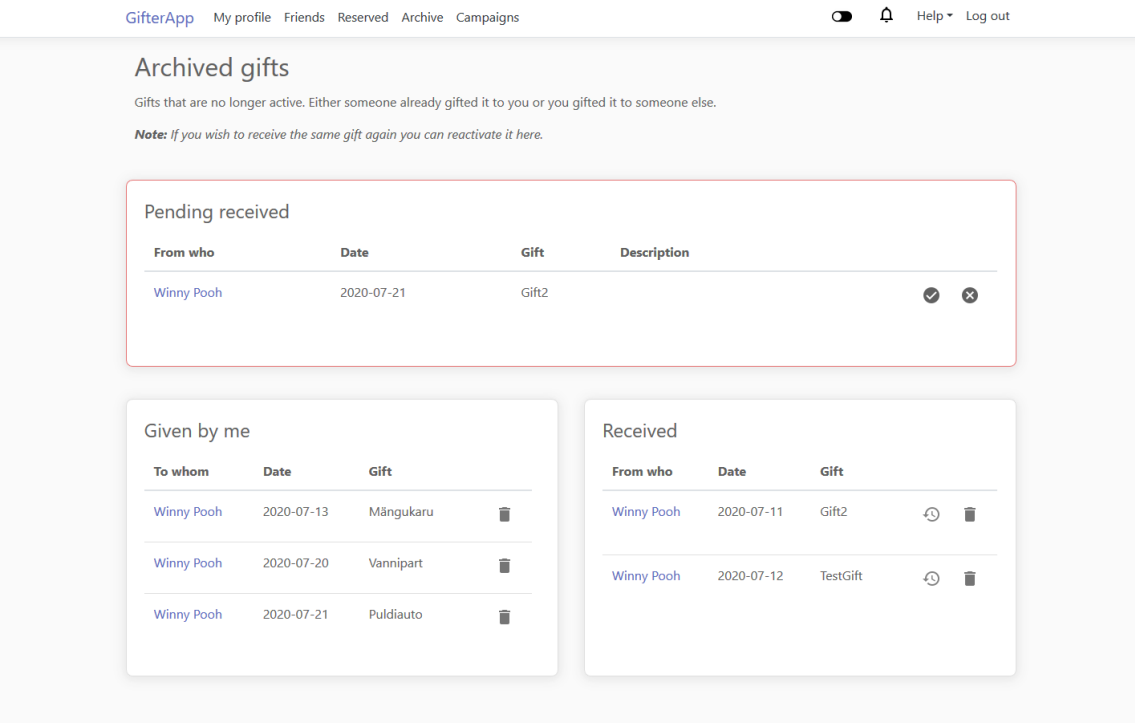 GifterApp My profile Friends Reserved Archive Campaigns Help Log out
Archived gifts
Gifts that are no longer active. Either someone already gifted it to you or you gifted it to someone else.
Note: If you wish to receive the same gift again you can reactivate it here.
Pending received
From who Date Gift Description
Winny Pooh 2020-07-21 Gift2
Given by me
To whom Date Gift
Winny Pooh 2020-07-13 Mängukaru
Winny Pooh 2020-07-20 Vannipart
Winny Pooh 2020-07-21 Puldiauto
Received
From who Date Gift
Winny Pooh 2020-07-11 Gift2
Winny Pooh 2020-07-12 TestGift